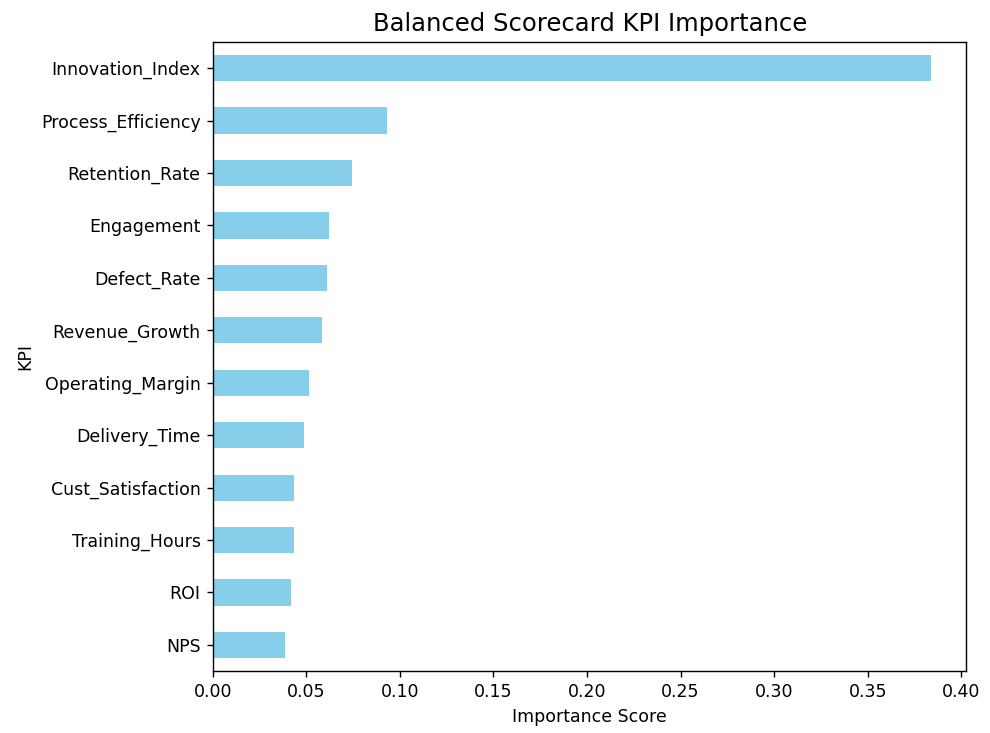 Balanced Scorecard KPI Importance
Innovation_Index
Process_Efficiency
Retention_Rate
Engagement
Defect_Rate
Revenue_Growth
Operating_Margin
Delivery_Time
Cust_Satisfaction
Training_Hours
ROI
NPS
KPI
0.00 0.05 0.10 0.15 0.20 0.25 0.30 0.35 0.40
Importance Score